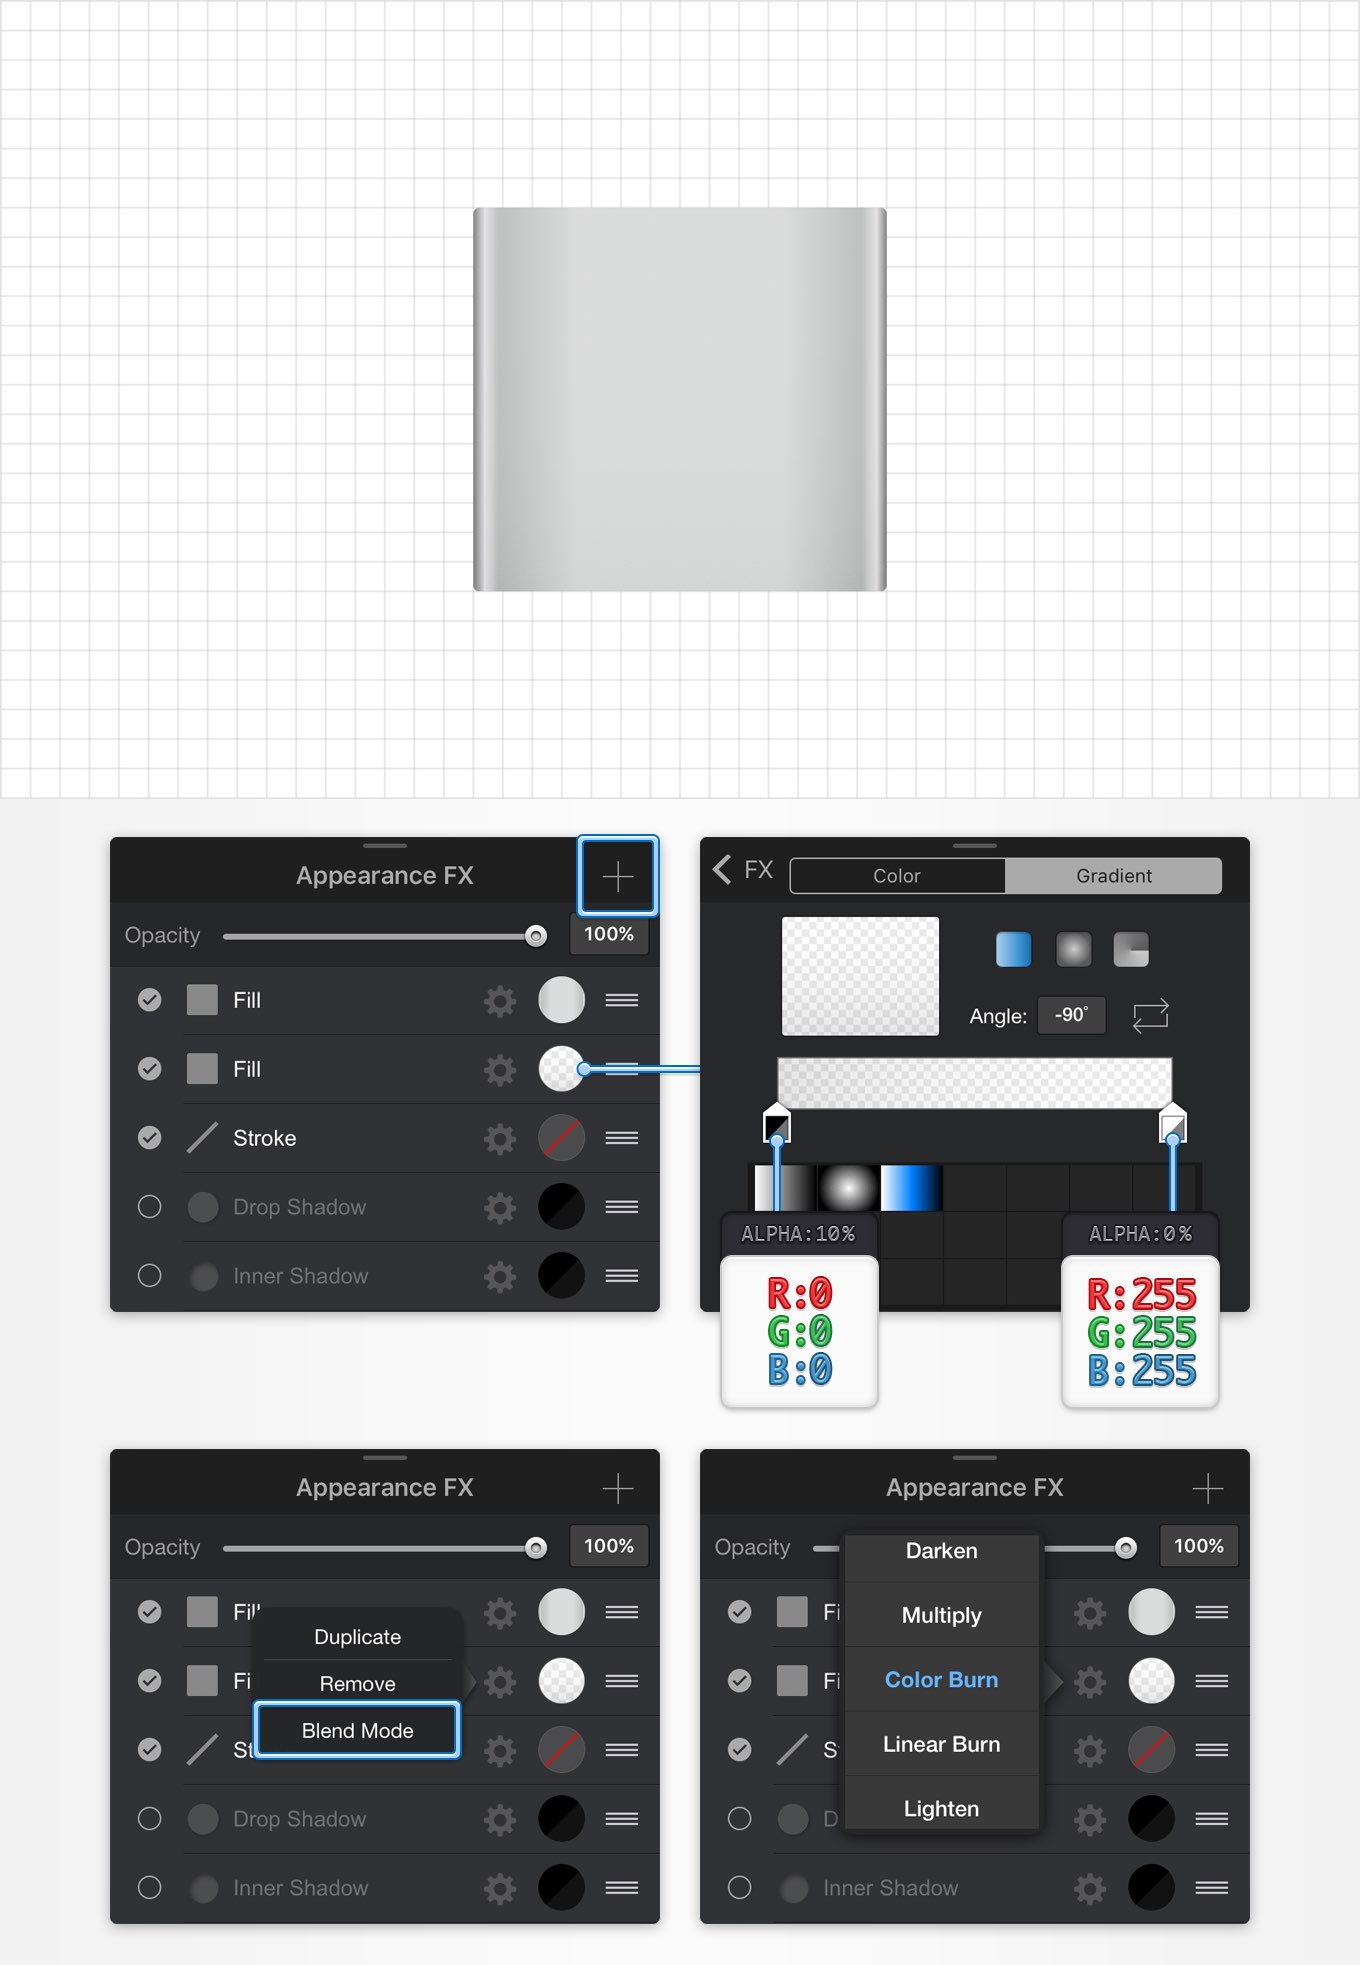 Appearance FX
Opacity 100%
Fill
Fill
Stroke
Drop Shadow
Inner Shadow
FX Color Gradient
Angle: -90°
ALPHA:10%
R:0
G:0
B:0
ALPHA:0%
R:255
G:255
B:255
Appearance FX
Opacity 100%
Fill
Duplicate
Fi
Remove
Blend Mode
St
Drop Shadow
Inner Shadow
Appearance FX
Opacity 100%
Darken
Fi
Multiply
Fi
Color Burn
S
Linear Burn
D
Lighten
Inner Shadow